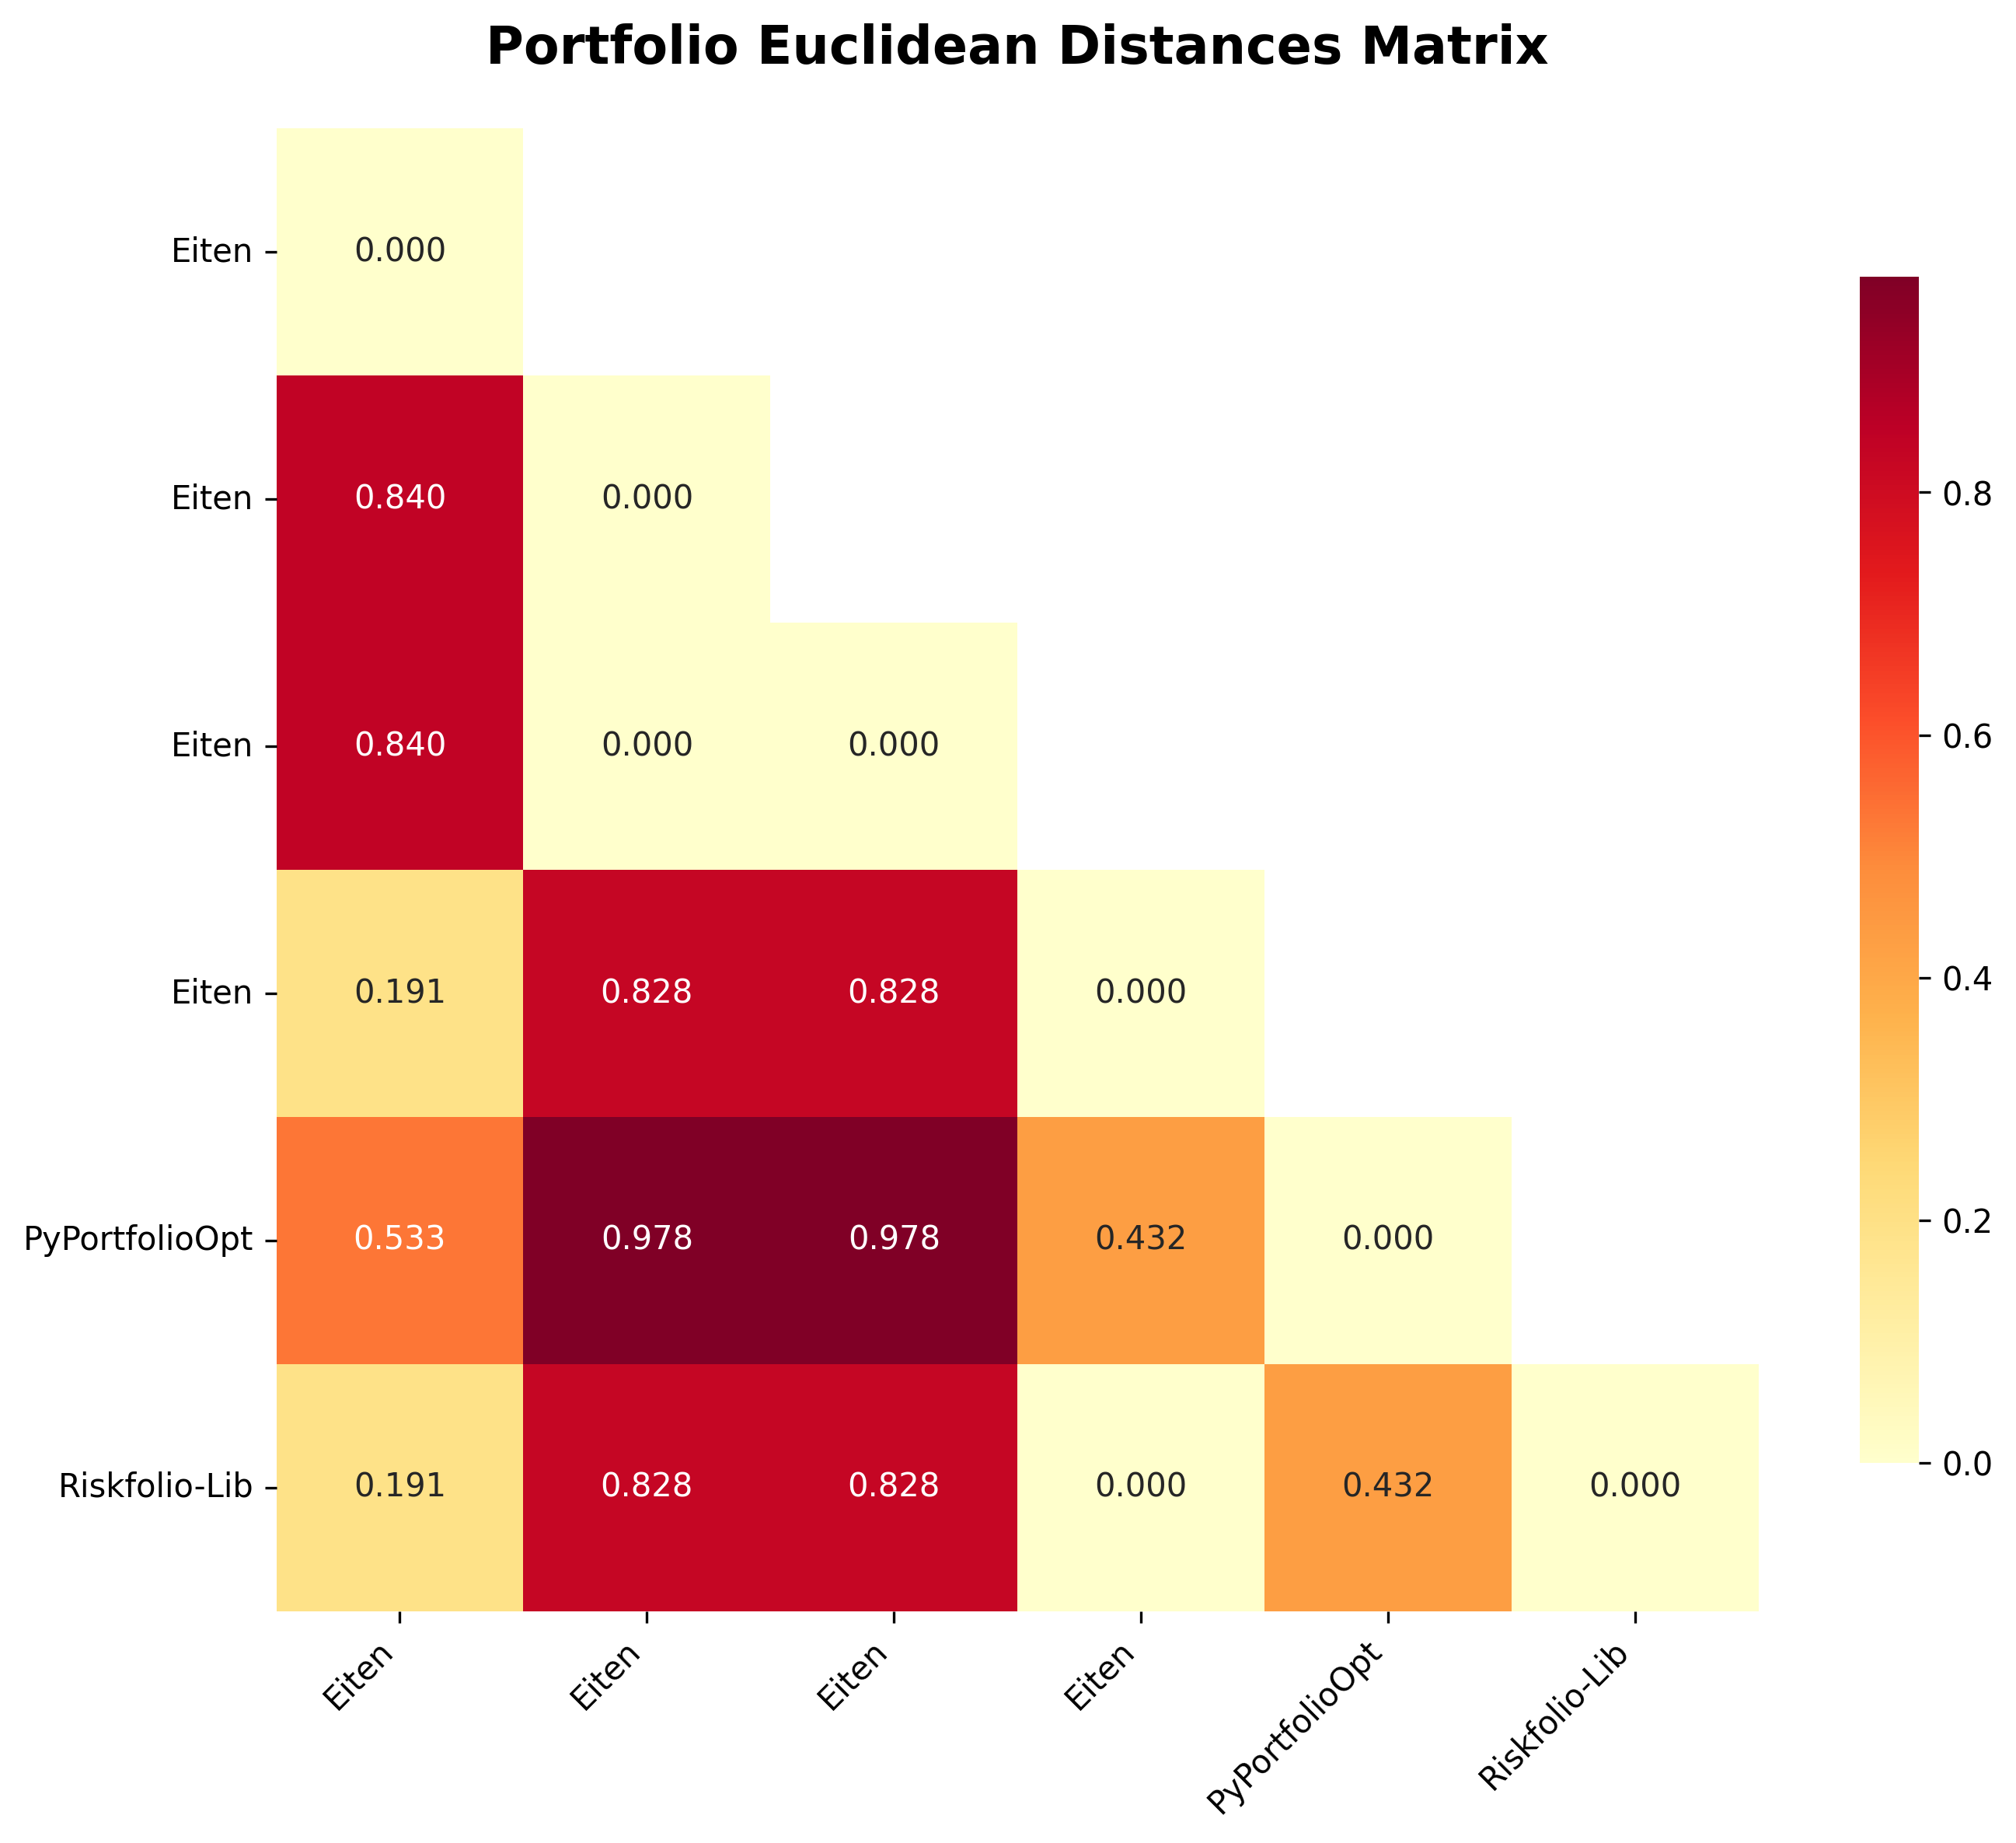 Portfolio Euclidean Distances Matrix
Eiten 0.000
Eiten 0.840 0.000
Eiten 0.840 0.000 0.000
Eiten 0.191 0.828 0.828 0.000
PyPortfolioOpt 0.533 0.978 0.978 0.432 0.000
Riskfolio-Lib 0.191 0.828 0.828 0.000 0.432 0.000
Eiten Eiten Eiten Eiten PyPortfolioOpt Riskfolio-Lib
0.8
0.6
0.4
0.2
0.0